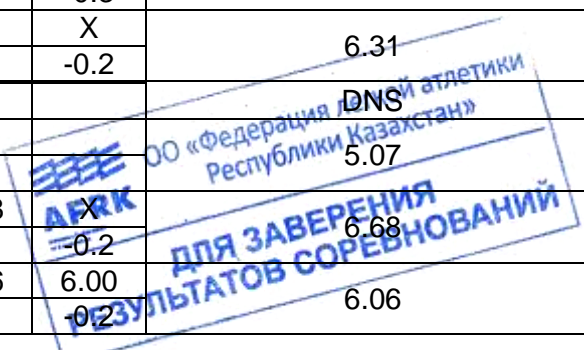 X
6.31
-0.2
DNS
5.07
X
6.68
-0.2
6.00
6.06
-0.2
ОО «Федерация легкой атлетики
Республики Казахстан»
AFRK
ДЛЯ ЗАВЕРЕНИЯ
РЕЗУЛЬТАТОВ СОРЕВНОВАНИЙ